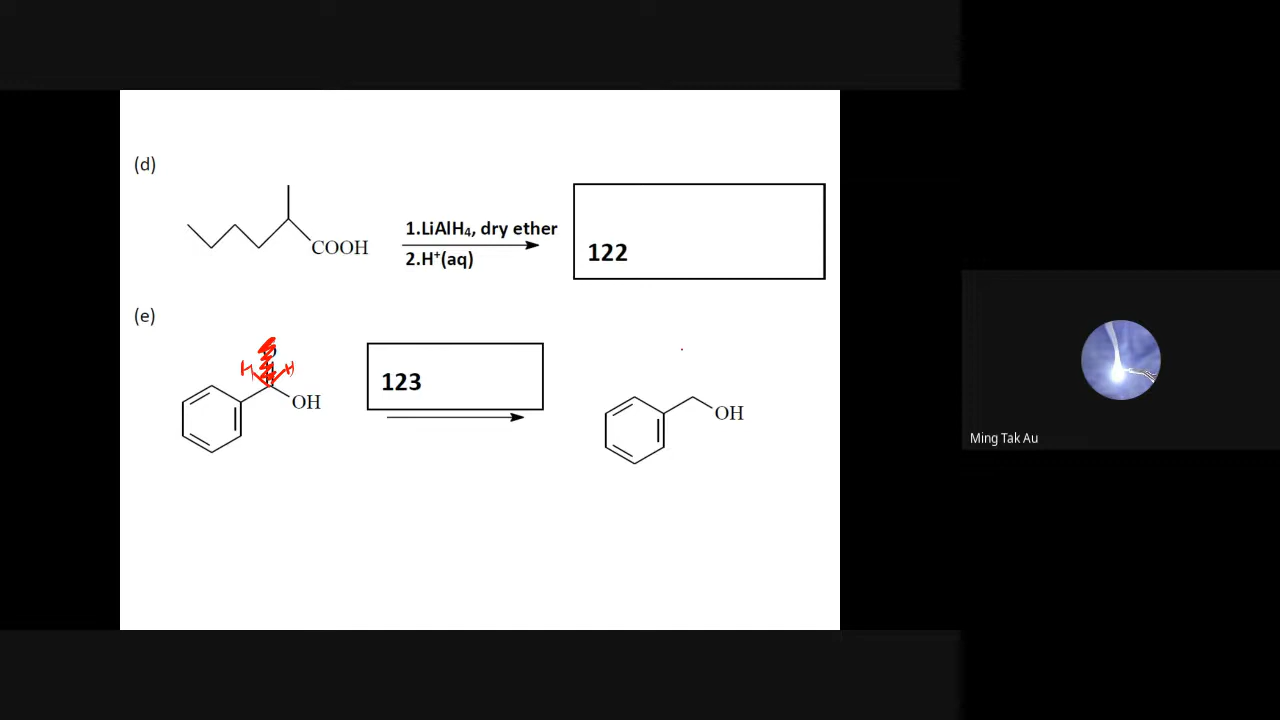 (d)
COOH
1.LiAlH₄, dry ether
2.H⁺(aq)
122
(e)
H H
OH
123
OH
Ming Tak Au